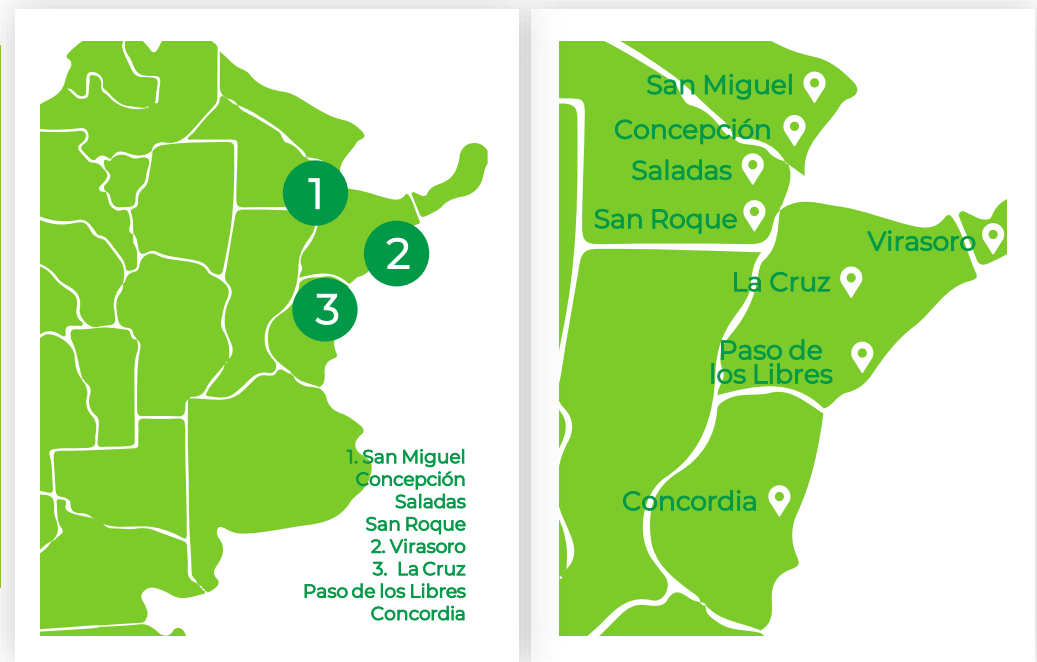 1
2
3
1. San Miguel
Concepción
Saladas
San Roque
2. Virasoro
3. La Cruz
Paso de los Libres
Concordia
San Miguel
Concepción
Saladas
San Roque
Virasoro
La Cruz
Paso de
los Libres
Concordia